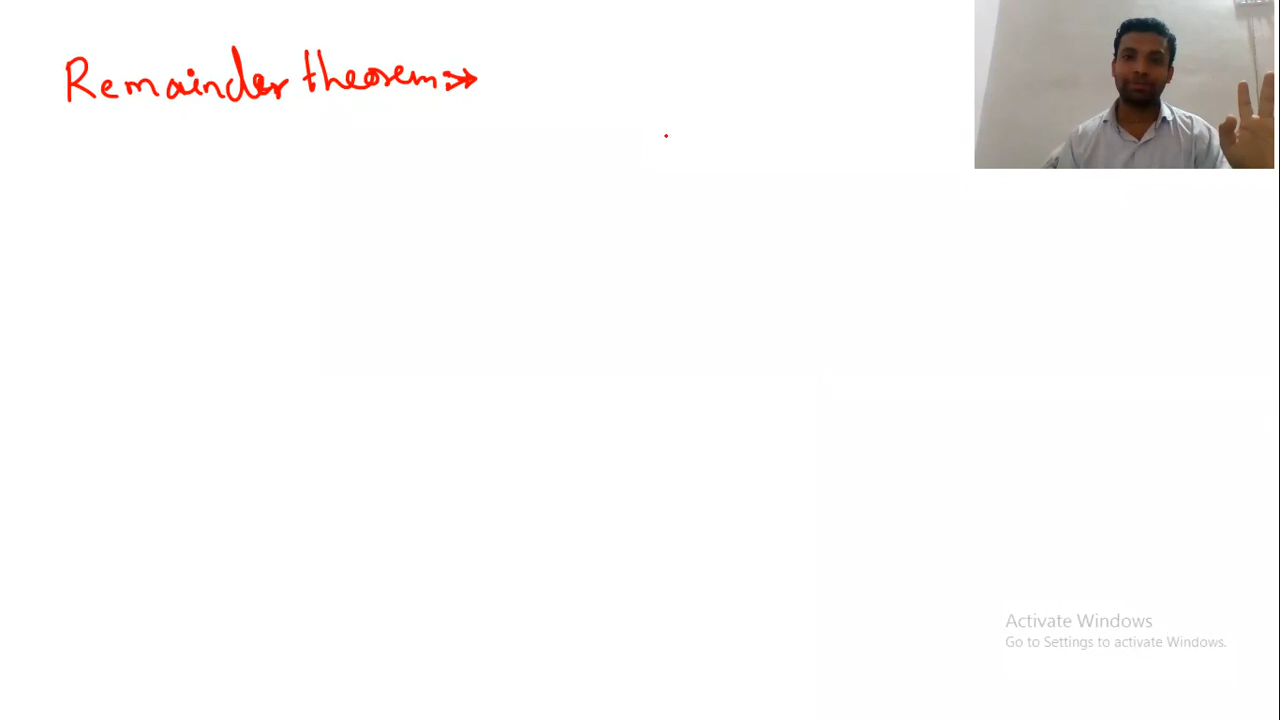 Remainder theorem
Activate Windows
Go to Settings to activate Windows.